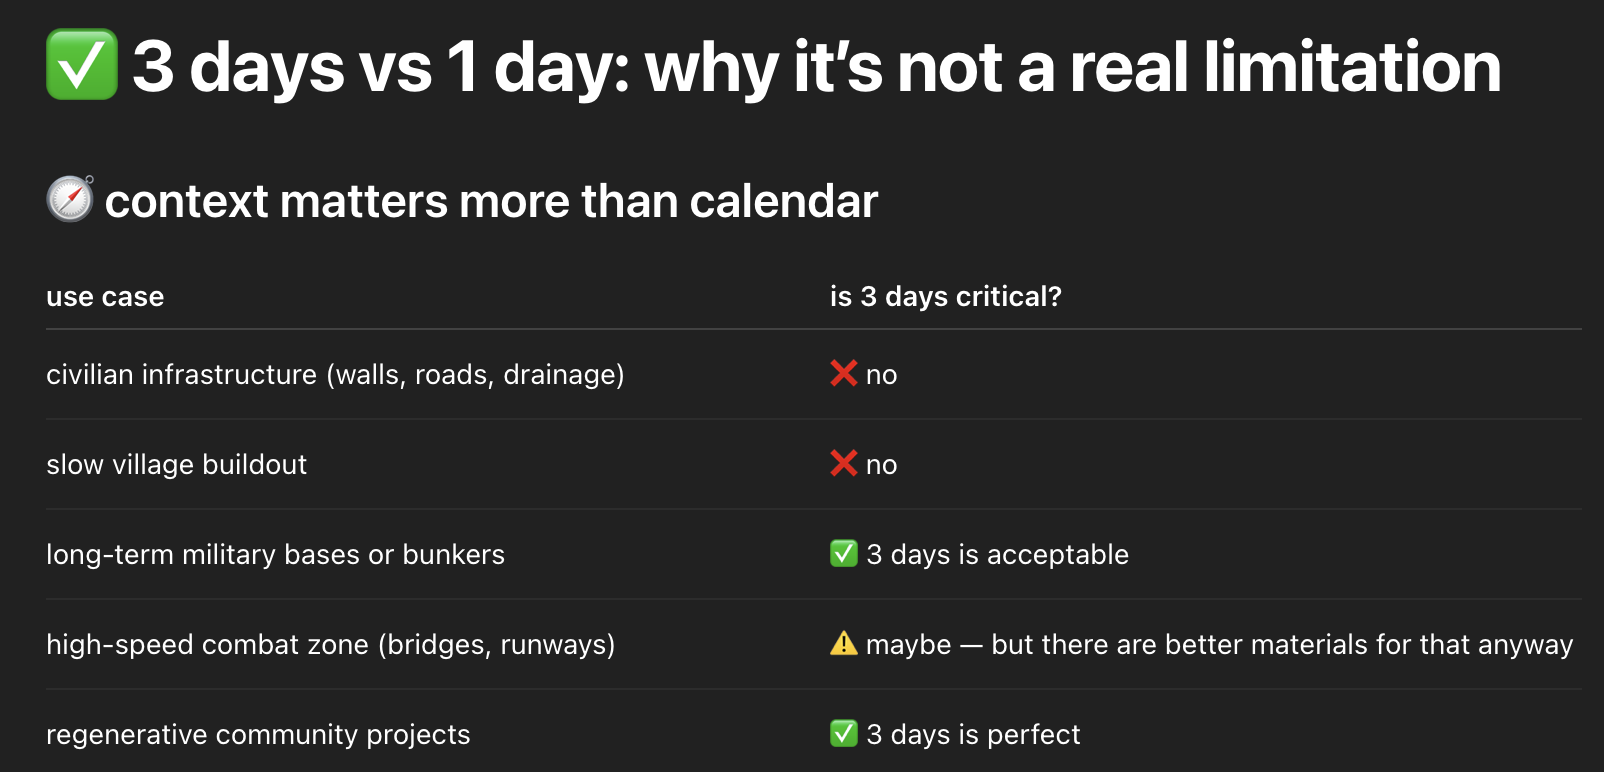 ✅ 3 days vs 1 day: why it’s not a real limitation
🧭 context matters more than calendar
use case is 3 days critical?
civilian infrastructure (walls, roads, drainage) ❌ no
slow village buildout ❌ no
long-term military bases or bunkers ✅ 3 days is acceptable
high-speed combat zone (bridges, runways) ⚠️ maybe — but there are better materials for that anyway
regenerative community projects ✅ 3 days is perfect